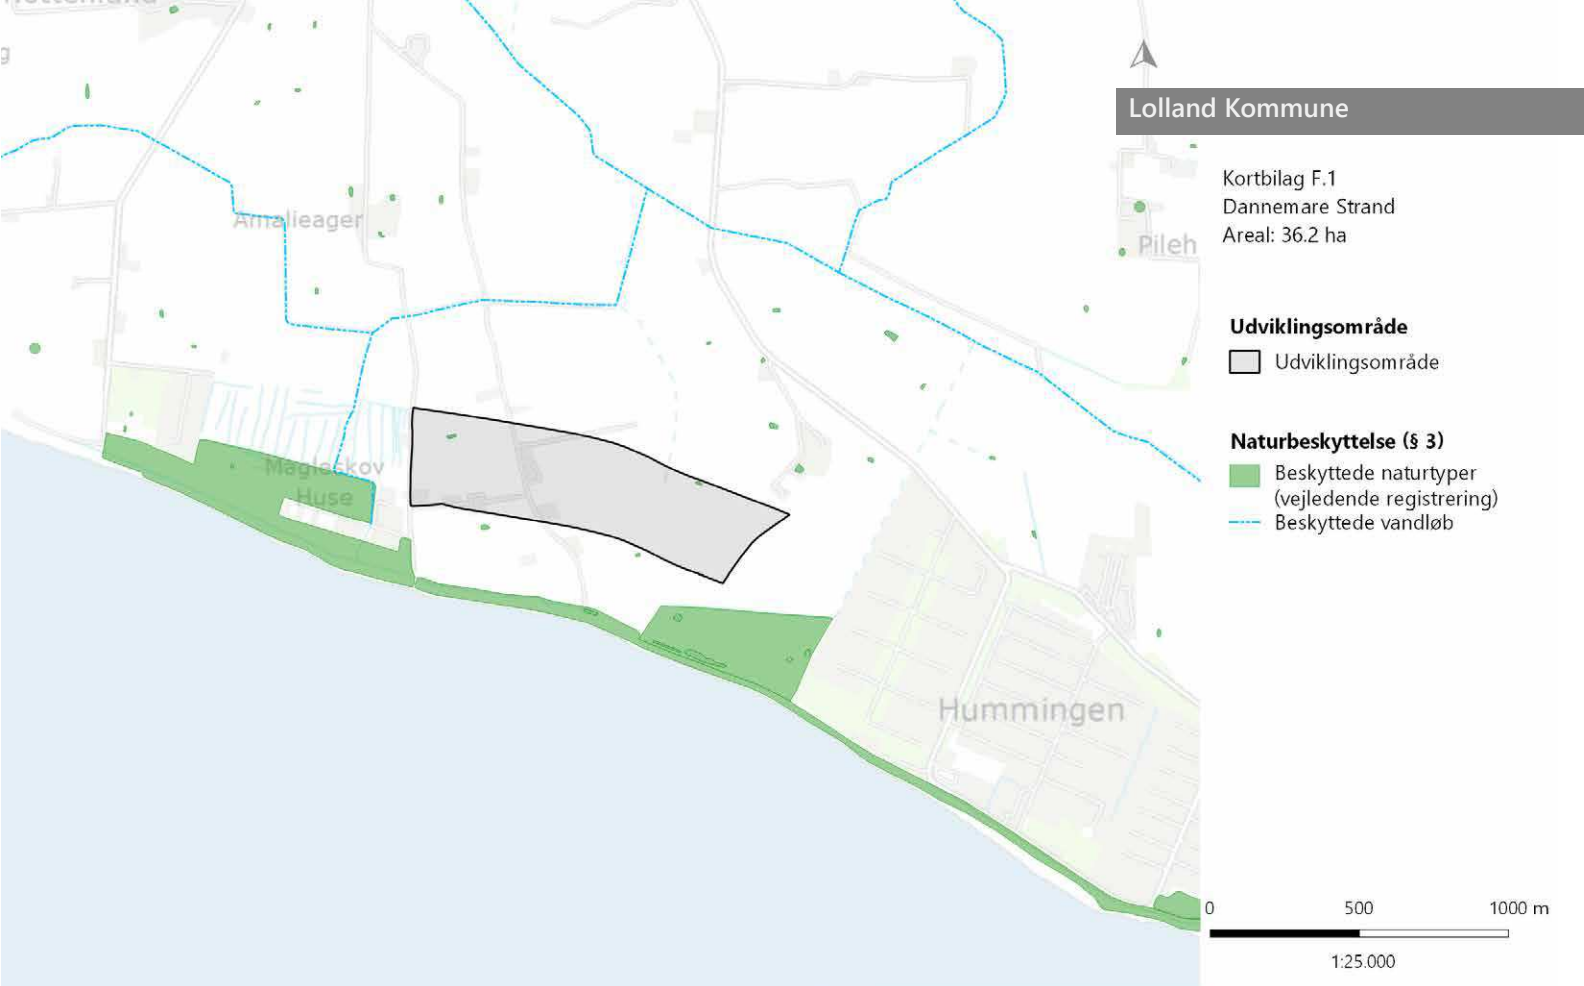 Lolland Kommune
Kortbilag F.1
Dannemare Strand
Areal: 36.2 ha
Amalieager
Pileh
Udviklingsområde
Udviklingsområde
Naturbeskyttelse (§ 3)
Beskyttede naturtyper
(vejledende registrering)
Beskyttede vandløb
Magleskov
Huse
Hummingen
0 500 1000 m
1:25.000